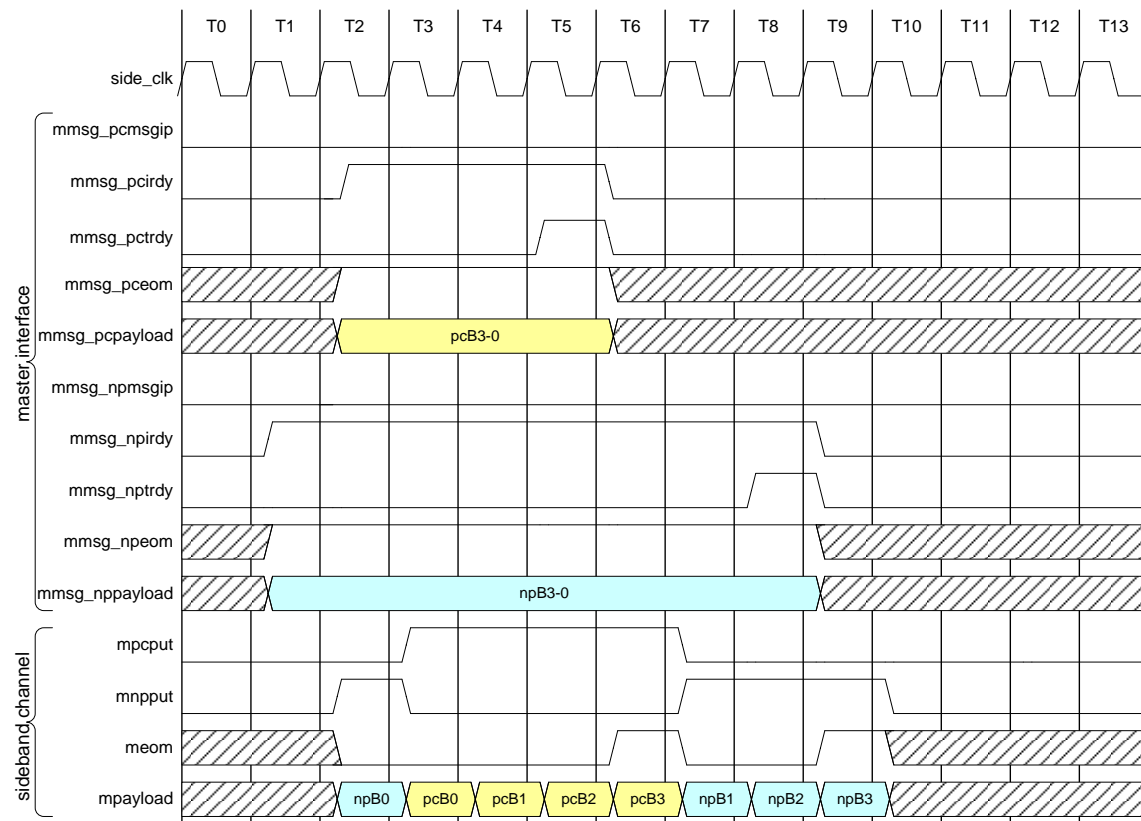 T0 T1 T2 T3 T4 T5 T6 T7 T8 T9 T10 T11 T12 T13
side_clk
master interface
mmsg_pcmsgip
mmsg_pcirdy
mmsg_pctrdy
mmsg_pceom
mmsg_pcpayload pcB3-0
mmsg_npmsgip
mmsg_npirdy
mmsg_nptrdy
mmsg_npeom
mmsg_nppayload npB3-0
sideband channel
mpcput
mnpput
meom
mpayload npB0 pcB0 pcB1 pcB2 pcB3 npB1 npB2 npB3